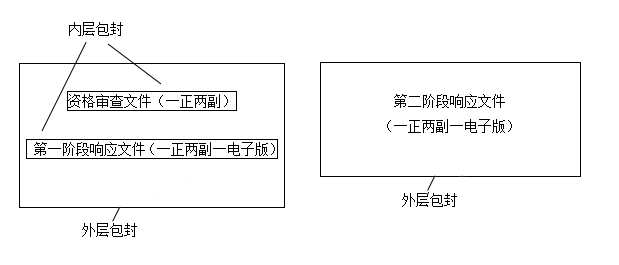 内层包封
资格审查文件（一正两副）
第一阶段响应文件（一正两副一电子版）
外层包封
第二阶段响应文件
（一正两副一电子版）
外层包封